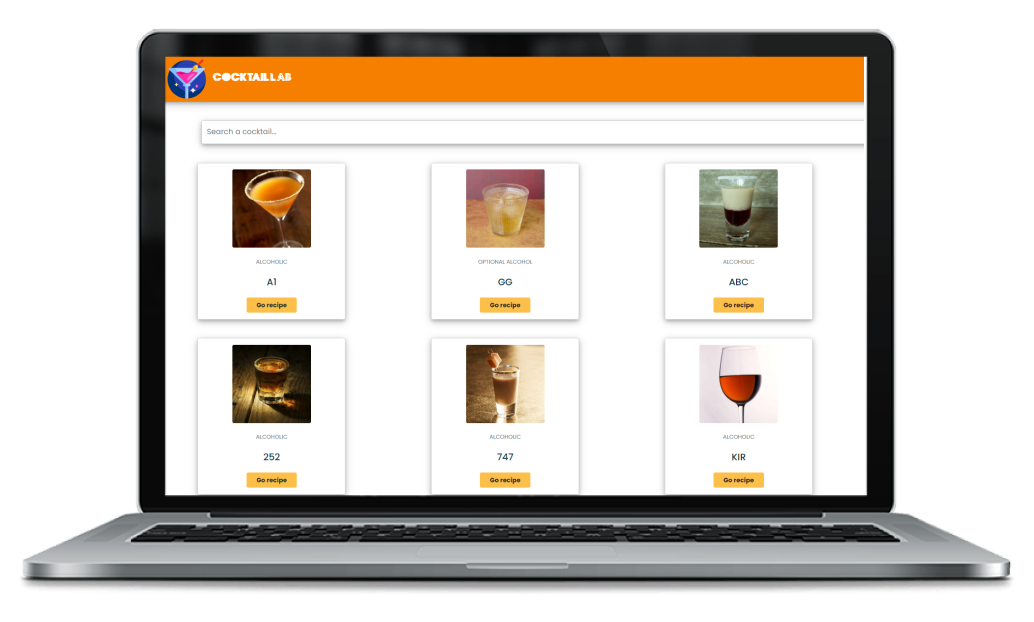 COCKTAIL LAB
Search a cocktail...
ALCOHOLIC
A1
Go recipe
OPTIONAL ALCOHOL
GG
Go recipe
ALCOHOLIC
ABC
Go recipe
ALCOHOLIC
252
Go recipe
ALCOHOLIC
747
Go recipe
ALCOHOLIC
KIR
Go recipe